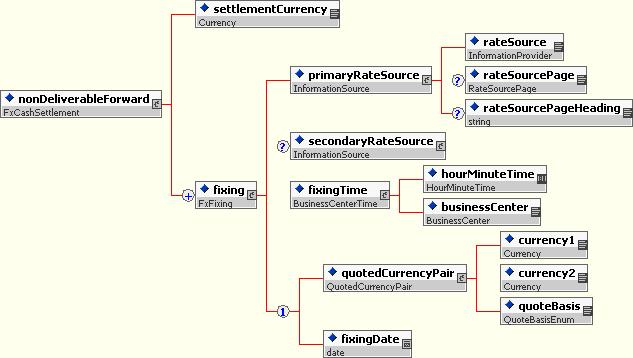 settlementCurrency
Currency
nonDeliverableForward
FxCashSettlement
+
fixing
FxFixing
primaryRateSource
InformationSource
rateSource
InformationProvider
?
rateSourcePage
RateSourcePage
?
rateSourcePageHeading
string
?
secondaryRateSource
InformationSource
fixingTime
BusinessCenterTime
hourMinuteTime
HourMinuteTime
businessCenter
BusinessCenter
1
quotedCurrencyPair
QuotedCurrencyPair
currency1
Currency
currency2
Currency
quoteBasis
QuoteBasisEnum
fixingDate
date